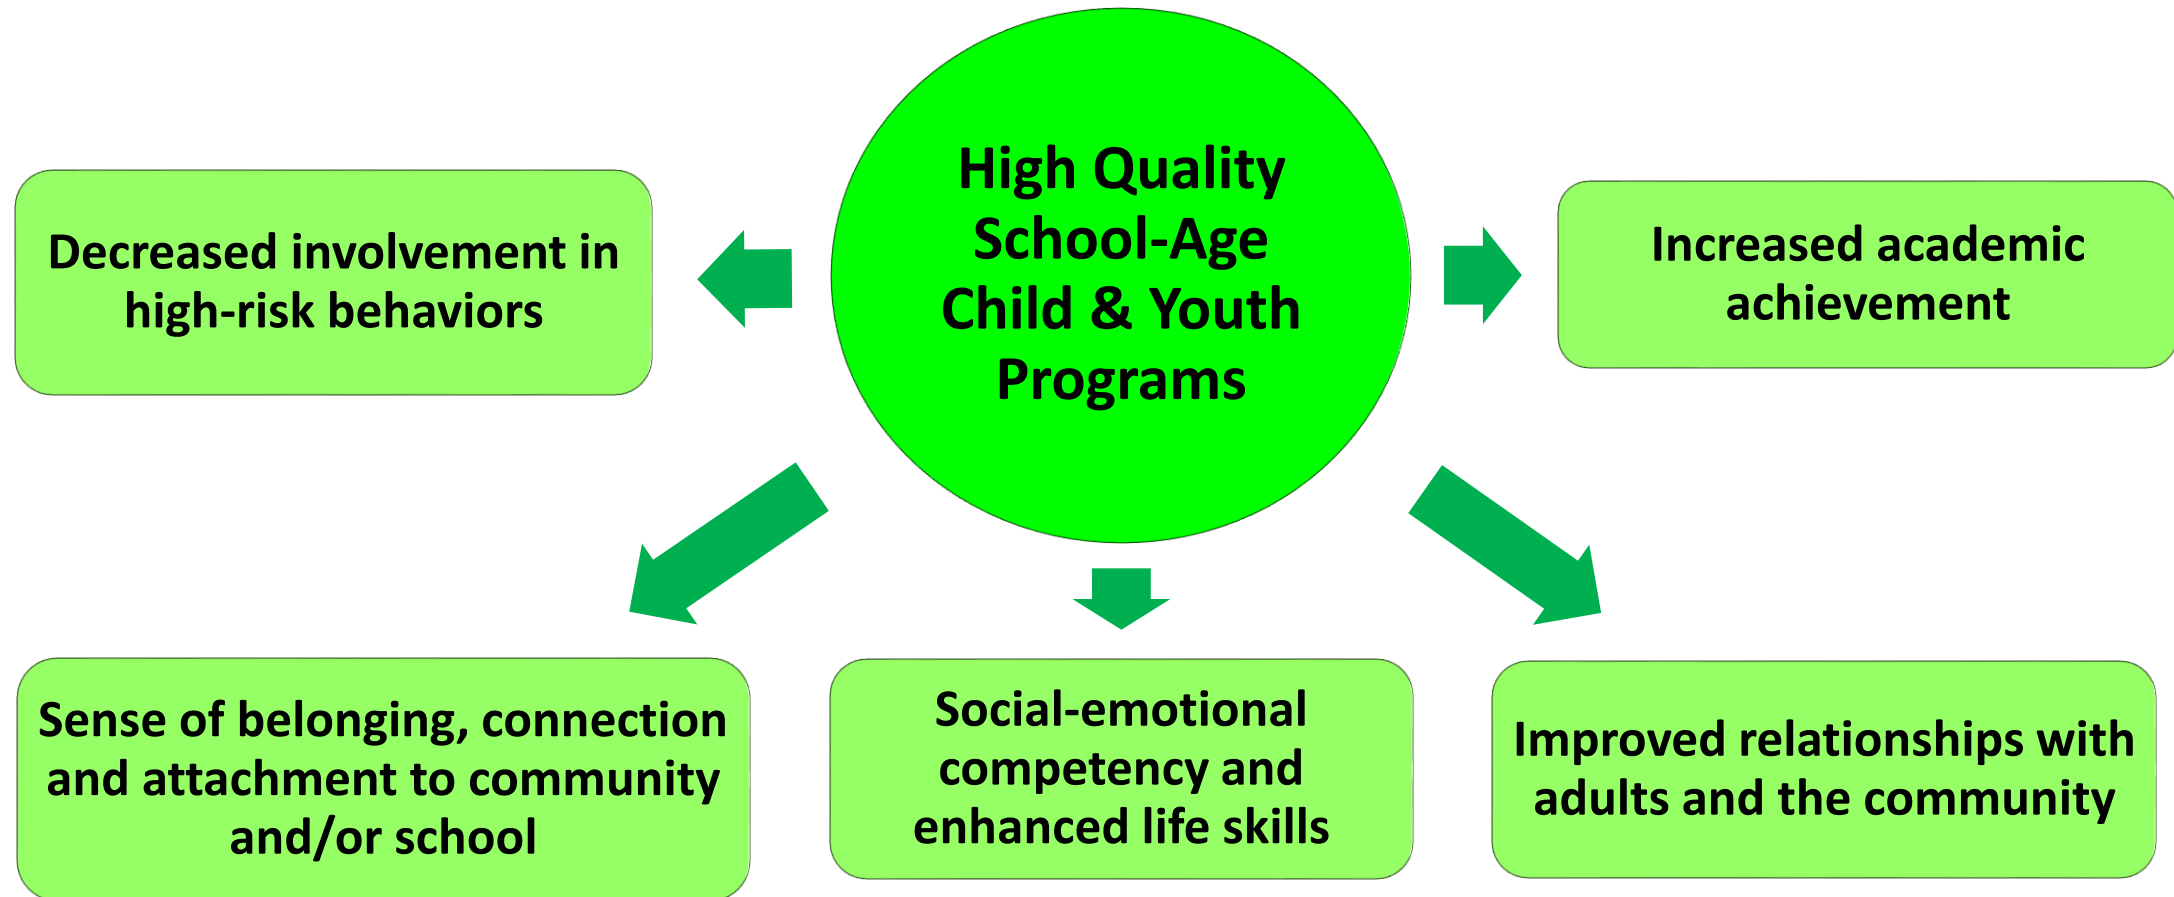 High Quality
School-Age
Child & Youth
Programs
Decreased involvement in
high-risk behaviors
Increased academic
achievement
Sense of belonging, connection
and attachment to community
and/or school
Social-emotional
competency and
enhanced life skills
Improved relationships with
adults and the community